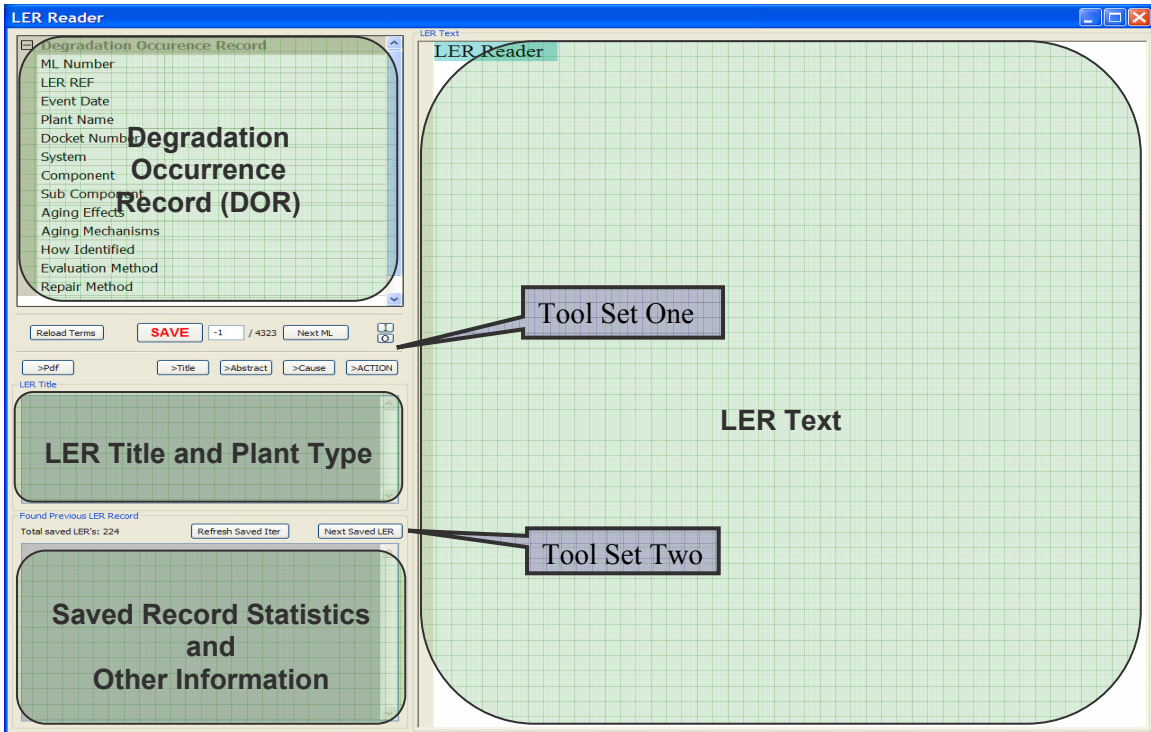 LER Reader
Degradation Occurence Record
ML Number
LER REF
Event Date
Plant Name
Docket Number
System
Component
Sub Component
Aging Effects
Aging Mechanisms
How Identified
Evaluation Method
Repair Method
Degradation
Occurrence
Record (DOR)
Reload Terms
SAVE
-1
/ 4323
Next ML
I
O
>Pdf
>Title
>Abstract
>Cause
>ACTION
LER Title
LER Title and Plant Type
Found Previous LER Record
Total saved LER's: 224
Refresh Saved Iter
Next Saved LER
Saved Record Statistics
and
Other Information
LER Text
LER Reader
Tool Set One
LER Text
Tool Set Two